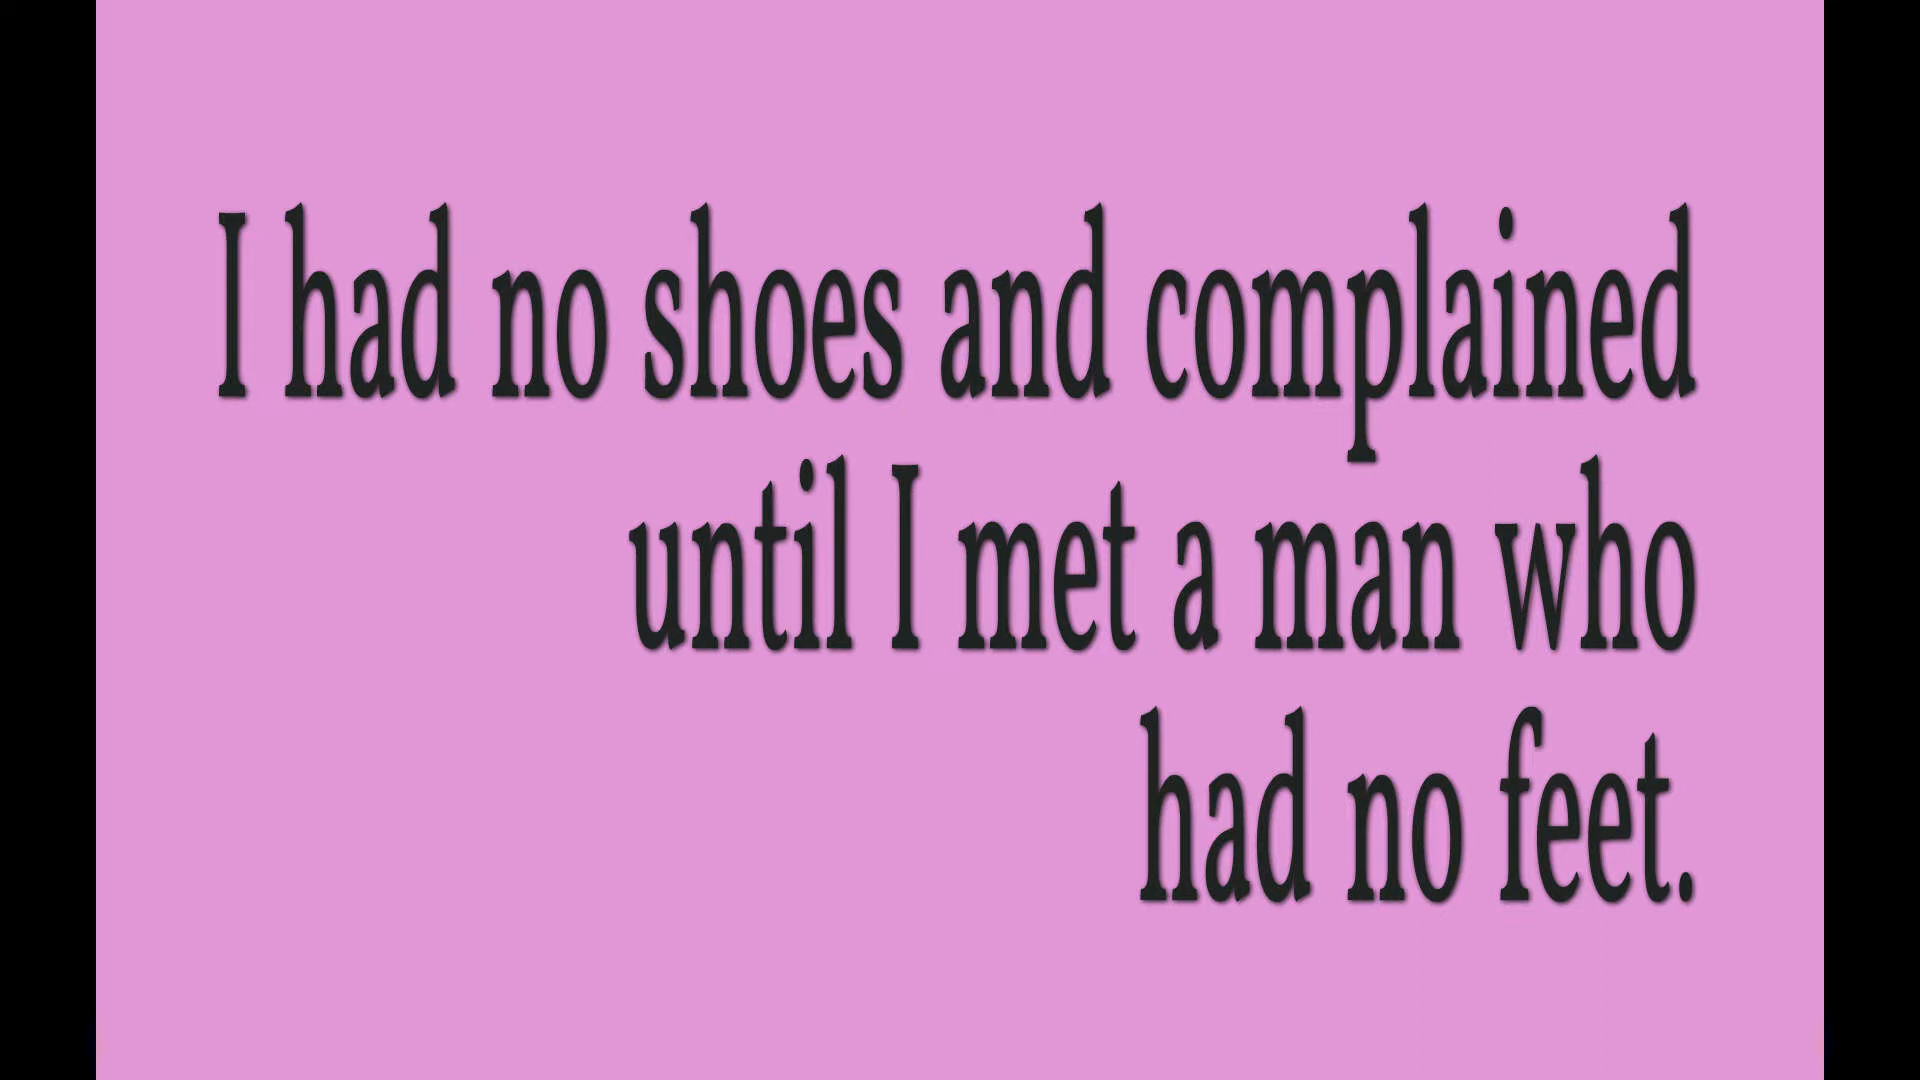 I had no shoes and complained
until I met a man who
had no feet.